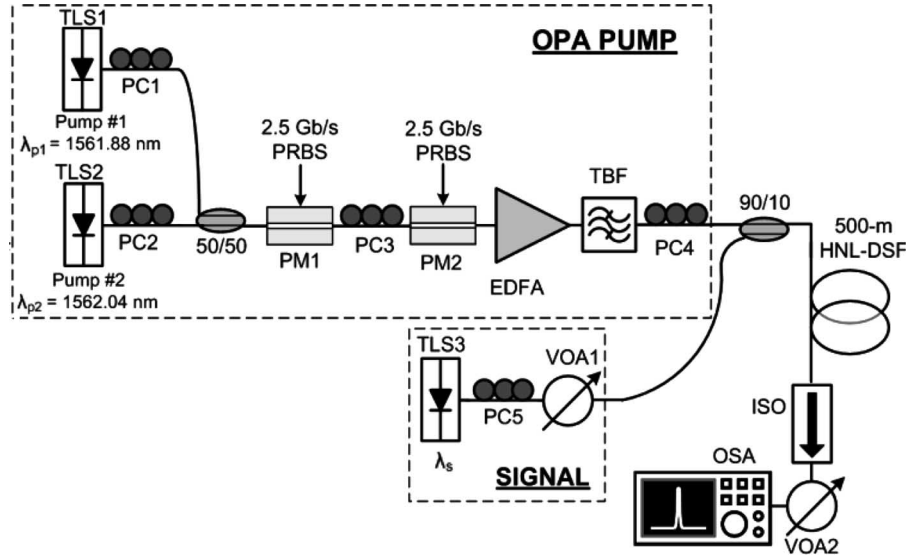 TLS1
OPA PUMP
PC1
Pump #1
λp1 = 1561.88 nm
2.5 Gb/s
PRBS
2.5 Gb/s
PRBS
TLS2
TBF
90/10
PC2
50/50
PM1
PC3
PM2
PC4
500-m
HNL-DSF
EDFA
Pump #2
λp2 = 1562.04 nm
TLS3
VOA1
PC5
ISO
λs
SIGNAL
OSA
VOA2